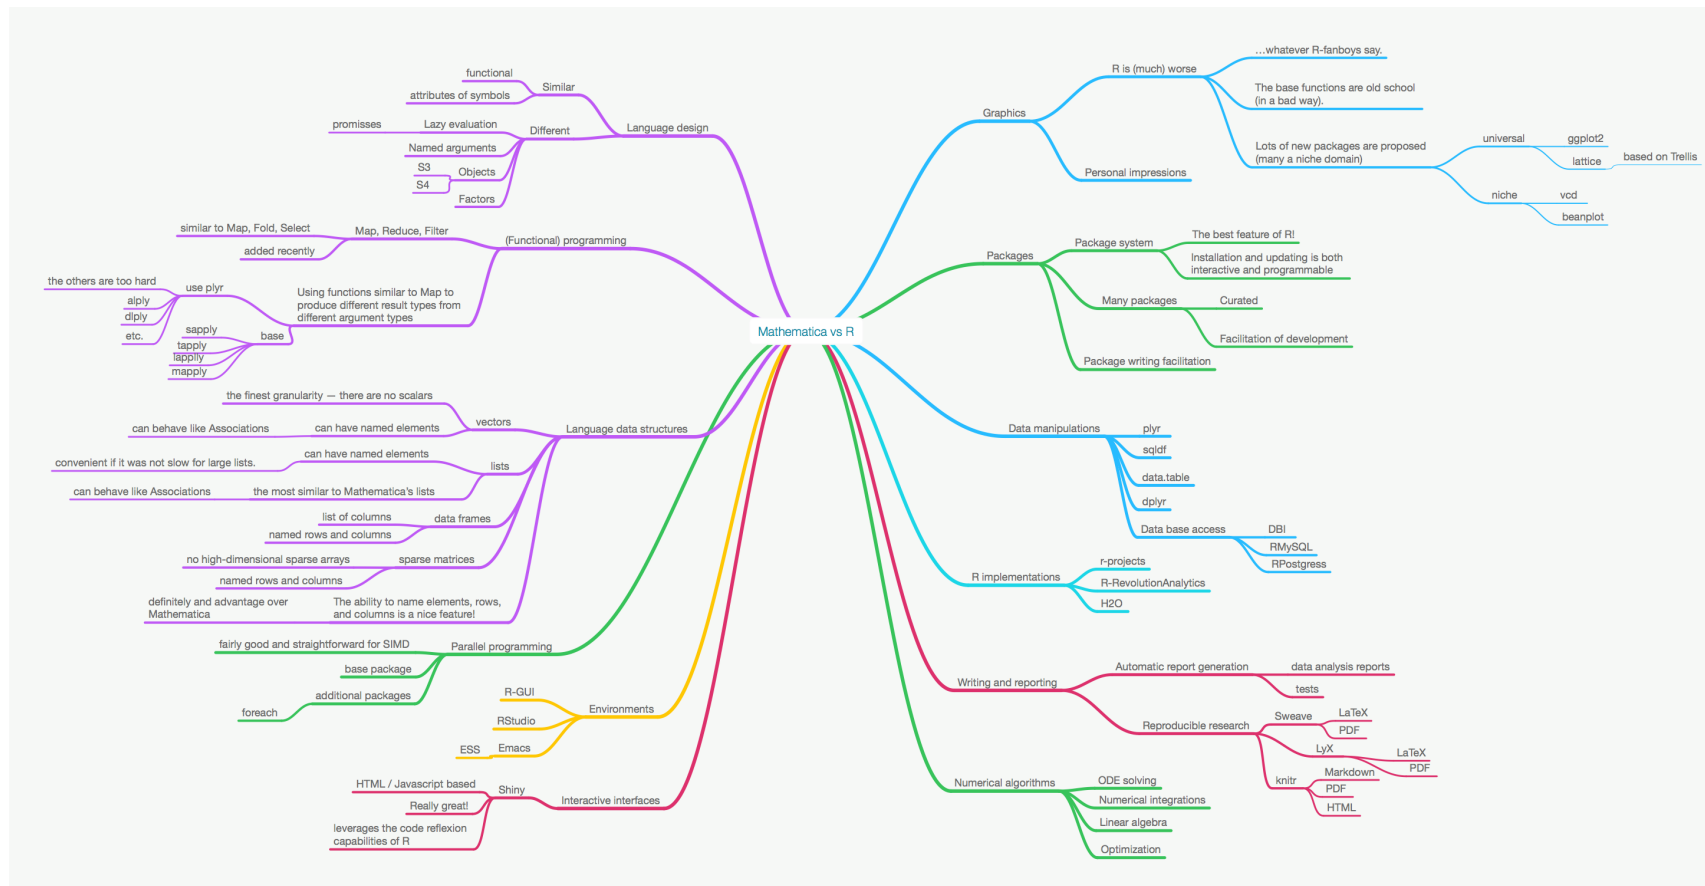 Mathematica vs R
Language design
Similar
functional
attributes of symbols
Different
Lazy evaluation
promisses
Named arguments
Objects
S3
S4
Factors
(Functional) programming
Map, Reduce, Filter
similar to Map, Fold, Select
added recently
Using functions similar to Map to
produce different result types from
different argument types
use plyr
the others are too hard
alply
dlply
etc.
base
sapply
tapply
lapplly
mapply
Language data structures
vectors
the finest granularity — there are no scalars
can have named elements
can behave like Associations
lists
can have named elements
convenient if it was not slow for large lists.
the most similar to Mathematica's lists
can behave like Associations
data frames
list of columns
named rows and columns
sparse matrices
no high-dimensional sparse arrays
named rows and columns
The ability to name elements, rows,
and columns is a nice feature!
definitely and advantage over
Mathematica
Parallel programming
fairly good and straightforward for SIMD
base package
additional packages
foreach
Environments
R-GUI
RStudio
Emacs
ESS
Interactive interfaces
Shiny
HTML / Javascript based
Really great!
leverages the code reflexion
capabilities of R
Graphics
R is (much) worse
...whatever R-fanboys say.
The base functions are old school
(in a bad way).
Lots of new packages are proposed
(many a niche domain)
universal
ggplot2
lattice
based on Trellis
niche
vcd
beanplot
Personal impressions
Packages
Package system
The best feature of R!
Installation and updating is both
interactive and programmable
Many packages
Curated
Facilitation of development
Package writing facilitation
Data manipulations
plyr
sqldf
data.table
dplyr
Data base access
DBI
RMySQL
RPostgress
R implementations
r-projects
R-RevolutionAnalytics
H2O
Writing and reporting
Automatic report generation
data analysis reports
tests
Reproducible research
Sweave
LaTeX
PDF
LyX
LaTeX
PDF
knitr
Markdown
PDF
HTML
Numerical algorithms
ODE solving
Numerical integrations
Linear algebra
Optimization